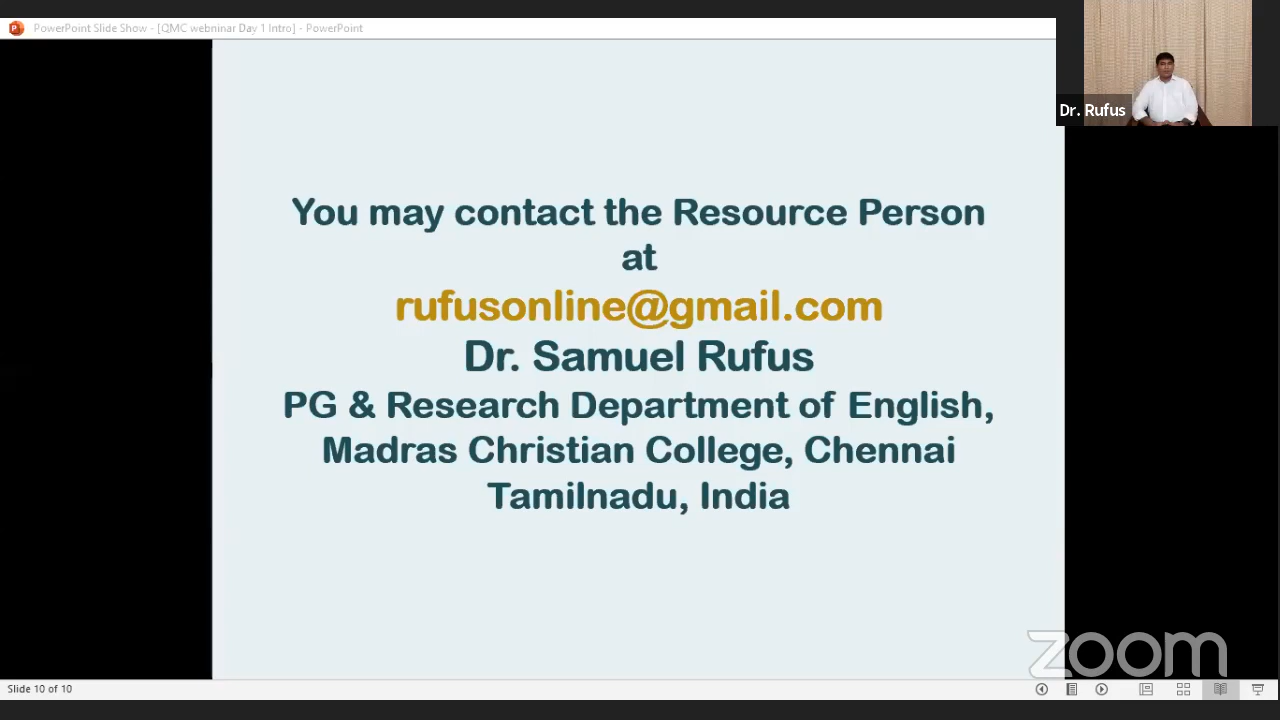 PowerPoint Slide Show - [QMC webninar Day 1 Intro] - PowerPoint
Dr. Rufus
You may contact the Resource Person
at
rufusonline@gmail.com
Dr. Samuel Rufus
PG & Research Department of English,
Madras Christian College, Chennai
Tamilnadu, India
zoom
Slide 10 of 10